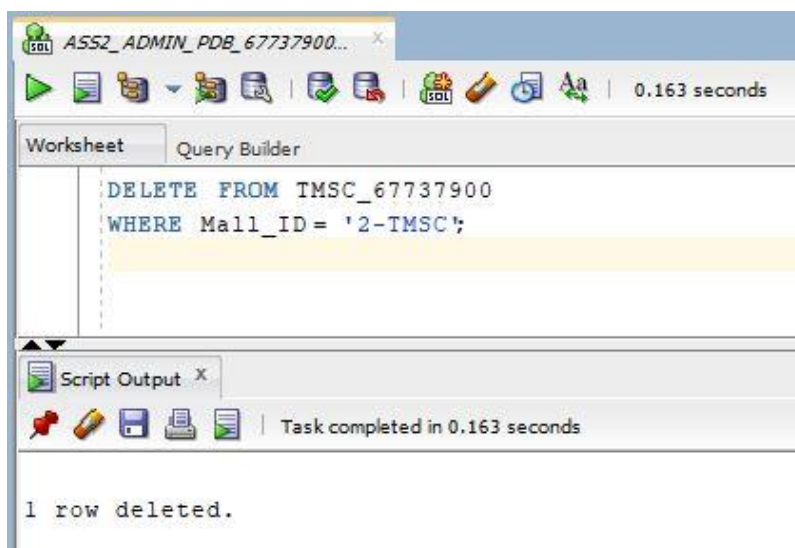 ASS2_ADMIN_PDB_67737900...
0.163 seconds
Worksheet
Query Builder
DELETE FROM TMSC_67737900
WHERE Mall_ID = '2-TMSC';
Script Output
Task completed in 0.163 seconds
1 row deleted.